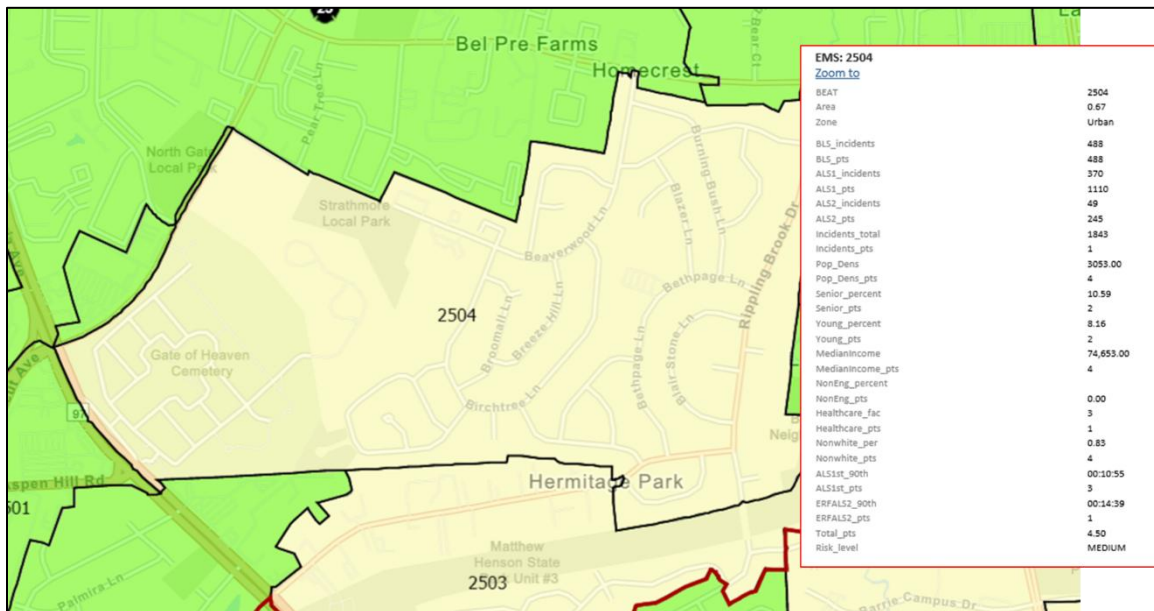 25
Bel Pre Farms
Homecrest
Bear Ct
Pear Tree Ln
North Gate
Local Park
Strathmore
Local Park
Burning Bush Ln
Blazer Ln
Beaverwood Ln
Rippling Brook Dr
Bethpage Ln
2504
Broomall Ln
Breeze Hill Ln
Bethpage Ln
Blair Stone Ln
Gate of Heaven
Cemetery
Birchtree Ln
97
Aspen Hill Rd
Hermitage Park
Matthew
Henson State
Unit #3
2503
Palmira Ln
Barrie Campus Dr
EMS: 2504
Zoom to
BEAT 2504
Area 0.67
Zone Urban
BLS_incidents 488
BLS_pts 488
ALS1_incidents 370
ALS1_pts 1110
ALS2_incidents 49
ALS2_pts 245
Incidents_total 1843
Incidents_pts 1
Pop_Dens 3053.00
Pop_Dens_pts 4
Senior_percent 10.59
Senior_pts 2
Young_percent 8.16
Young_pts 2
MedianIncome 74,653.00
MedianIncome_pts 4
NonEng_percent
NonEng_pts 0.00
Healthcare_fac 3
Healthcare_pts 1
Nonwhite_per 0.83
Nonwhite_pts 4
ALS1st_90th 00:10:55
ALS1st_pts 3
ERFALS2_90th 00:14:39
ERFALS2_pts 1
Total_pts 4.50
Risk_level MEDIUM